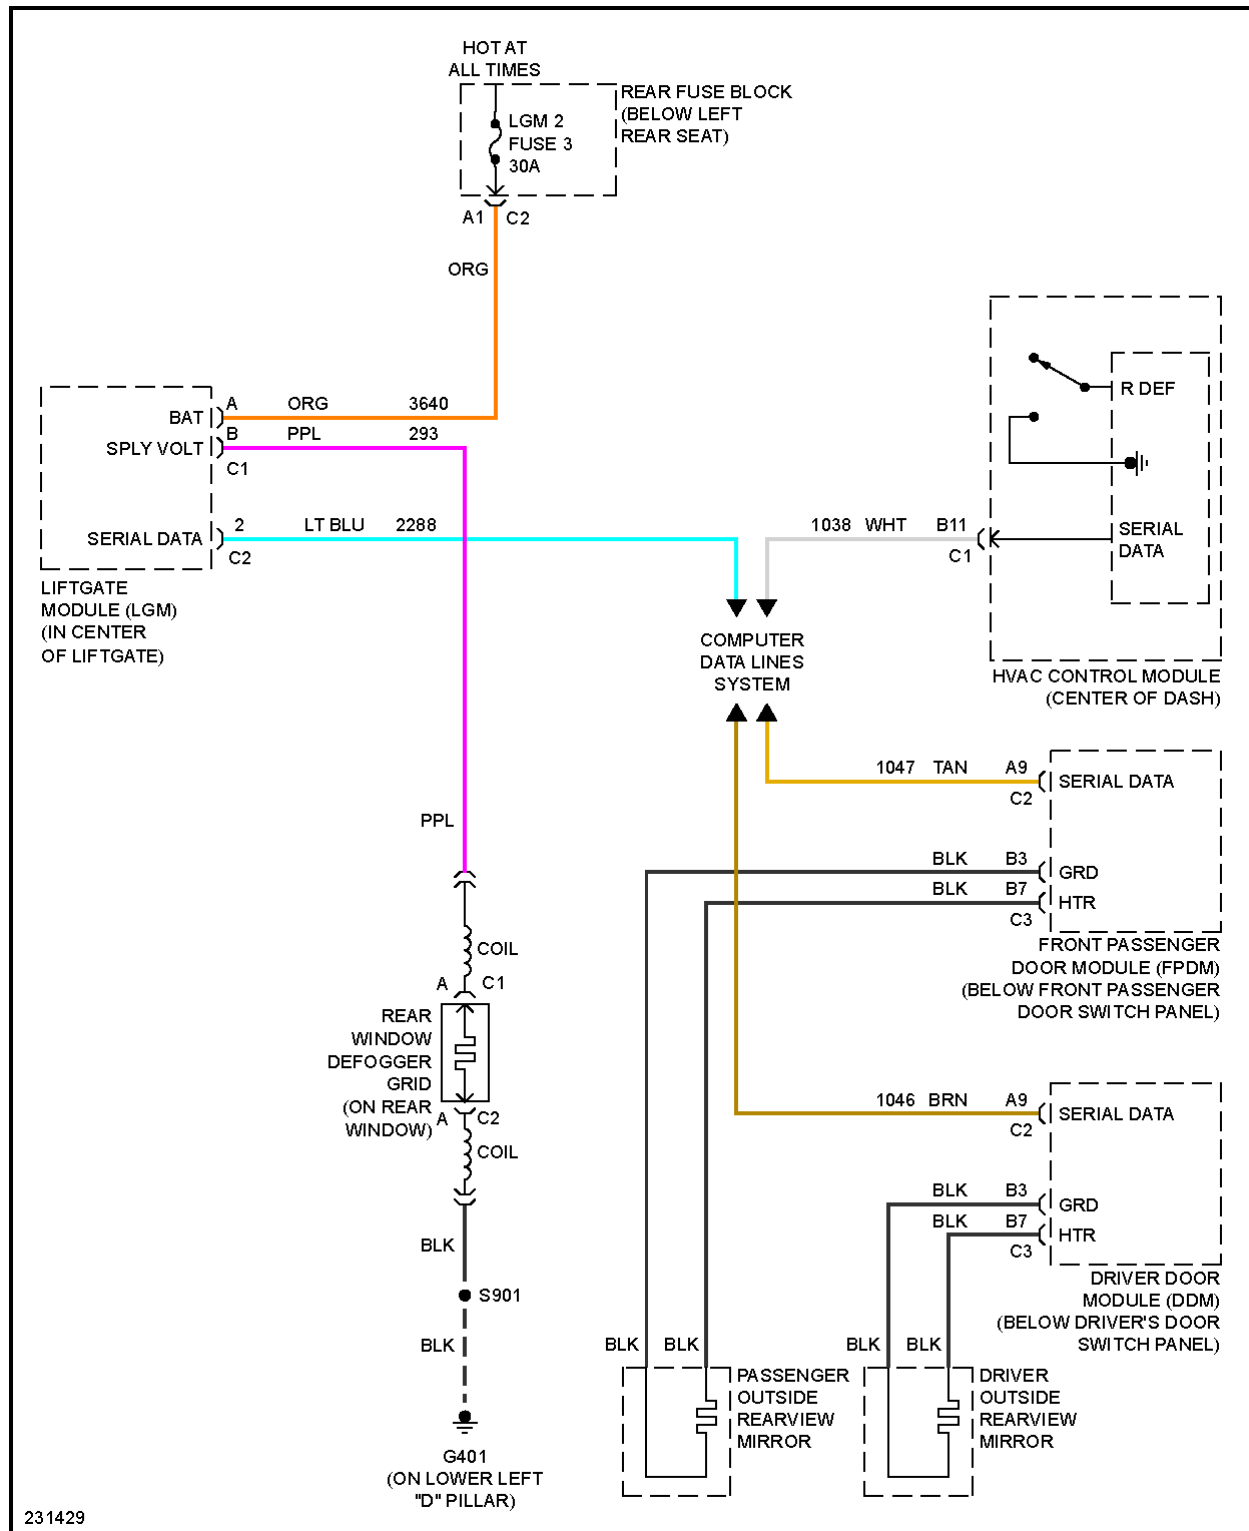 HOT AT
ALL TIMES
REAR FUSE BLOCK
(BELOW LEFT
REAR SEAT)
LGM 2
FUSE 3
30A
A1 C2
ORG
BAT
A ORG 3640
SPLY VOLT
B PPL 293
C1
SERIAL DATA
2 LT BLU 2288
C2
LIFTGATE
MODULE (LGM)
(IN CENTER
OF LIFTGATE)
R DEF
1038 WHT B11
C1
SERIAL
DATA
HVAC CONTROL MODULE
(CENTER OF DASH)
COMPUTER
DATA LINES
SYSTEM
1047 TAN A9
C2
SERIAL DATA
BLK B3
GRD
BLK B7
HTR
C3
FRONT PASSENGER
DOOR MODULE (FPDM)
(BELOW FRONT PASSENGER
DOOR SWITCH PANEL)
PPL
COIL
A C1
REAR
WINDOW
DEFOGGER
GRID
(ON REAR
WINDOW)
A C2
COIL
BLK
S901
BLK
G401
(ON LOWER LEFT
"D" PILLAR)
1046 BRN A9
C2
SERIAL DATA
BLK B3
GRD
BLK B7
HTR
C3
DRIVER DOOR
MODULE (DDM)
(BELOW DRIVER'S DOOR
SWITCH PANEL)
BLK BLK
PASSENGER
OUTSIDE
REARVIEW
MIRROR
BLK BLK
DRIVER
OUTSIDE
REARVIEW
MIRROR
231429